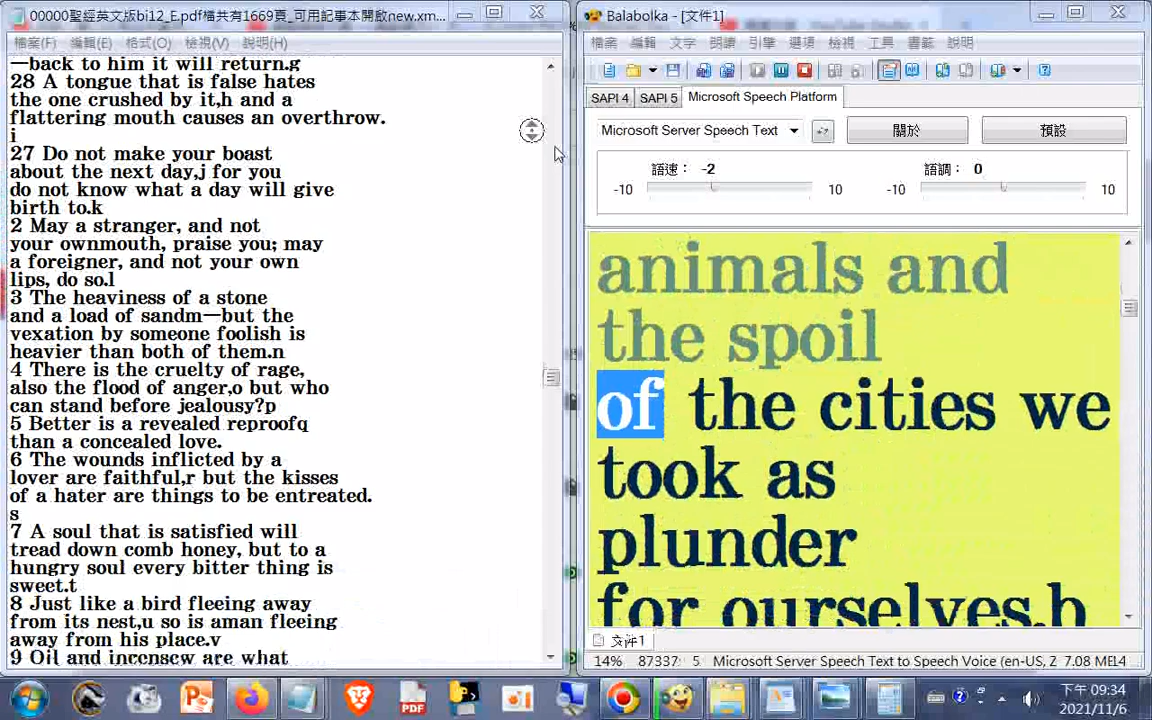 00000聖經英文版bi12_E.pdf檔共有1669頁_可用記事本開啟new.xm...
檔案(F) 編輯(E) 格式(O) 檢視(V) 說明(H)
—back to him it will return.g
28 A tongue that is false hates
the one crushed by it,h and a
flattering mouth causes an overthrow.
i
27 Do not make your boast
about the next day,j for you
do not know what a day will give
birth to.k
2 May a stranger, and not
your ownmouth, praise you; may
a foreigner, and not your own
lips, do so.l
3 The heaviness of a stone
and a load of sandm—but the
vexation by someone foolish is
heavier than both of them.n
4 There is the cruelty of rage,
also the flood of anger,o but who
can stand before jealousy?p
5 Better is a revealed reproofq
than a concealed love.
6 The wounds inflicted by a
lover are faithful,r but the kisses
of a hater are things to be entreated.
s
7 A soul that is satisfied will
tread down comb honey, but to a
hungry soul every bitter thing is
sweet.t
8 Just like a bird fleeing away
from its nest,u so is aman fleeing
away from his place.v
9 Oil and incensew are what
Balabolka - [文件1]
檔案 編輯 文字 朗讀 引擎 選項 檢視 工具 書籤 說明
SAPI 4 SAPI 5 Microsoft Speech Platform
Microsoft Server Speech Text 關於 預設
語速： -2 語調： 0
-10 10 -10 10
animals and
the spoil
of the cities we
took as
plunder
for ourselves.b
文件1
14% 87337: 5 Microsoft Server Speech Text to Speech Voice (en-US, Z 7.08 ME14
PDF
下午 09:34
2021/11/6